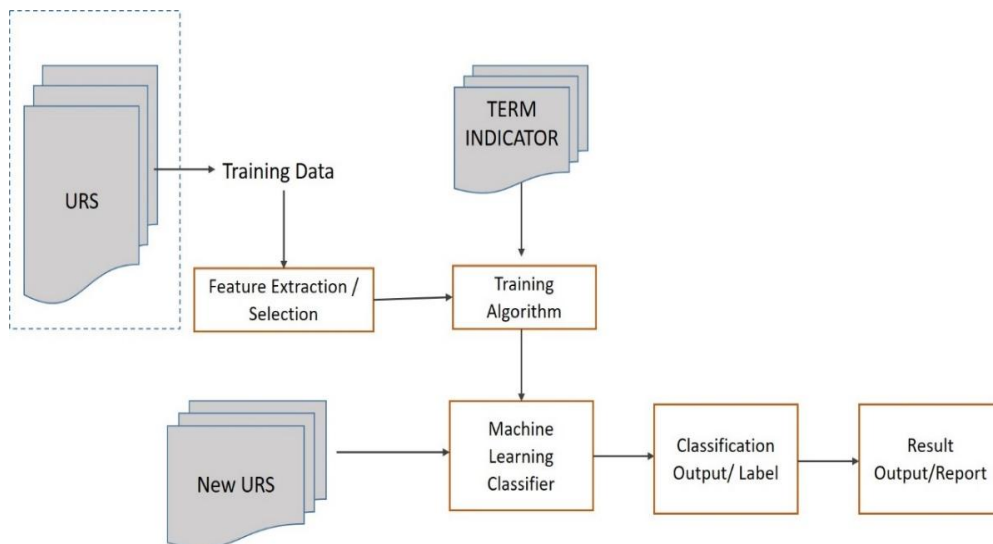 TERM
INDICATOR
URS
Training Data
Feature Extraction /
Selection
Training
Algorithm
New URS
Machine
Learning
Classifier
Classification
Output/ Label
Result
Output/Report